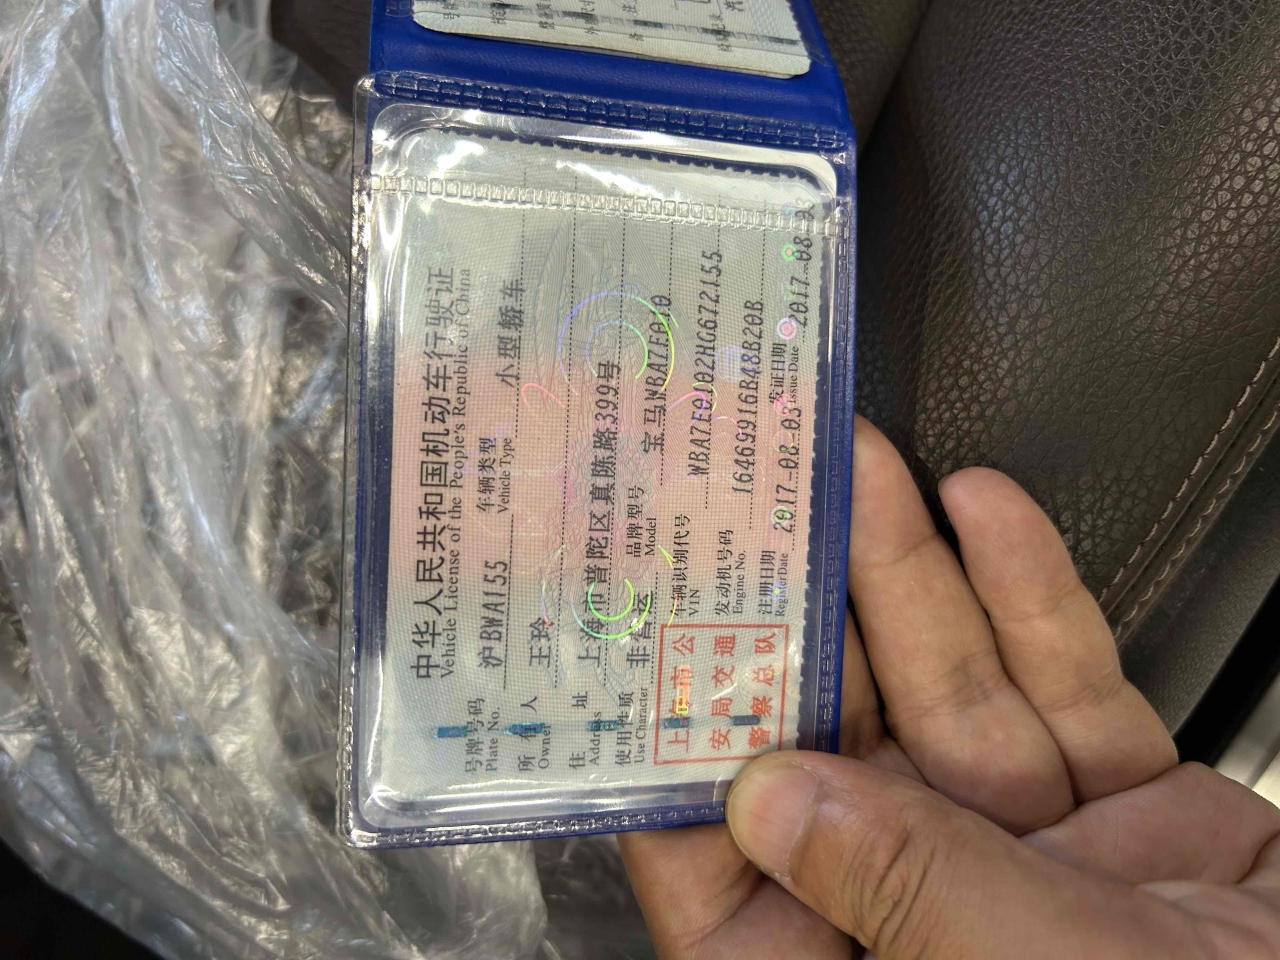 中华人民共和国机动车行驶证
Vehicle License of the People's Republic of China
号牌号码 沪BWA155 车辆类型 小型轿车
Plate No. Vehicle Type
所有人 王玲
Owner
住址 上海市普陀区真陈路399号
Address
使用性质 非营运 品牌型号 宝马WBA7F010
Use Character Model
车辆识别代号 WBA7F0102HG672155
VIN
发动机号码 16469916B48B20B
Engine No.
注册日期 2017-08-03 发证日期 2017-08-03
Register Date Issue Date
上海市公
安局交通
警察总队